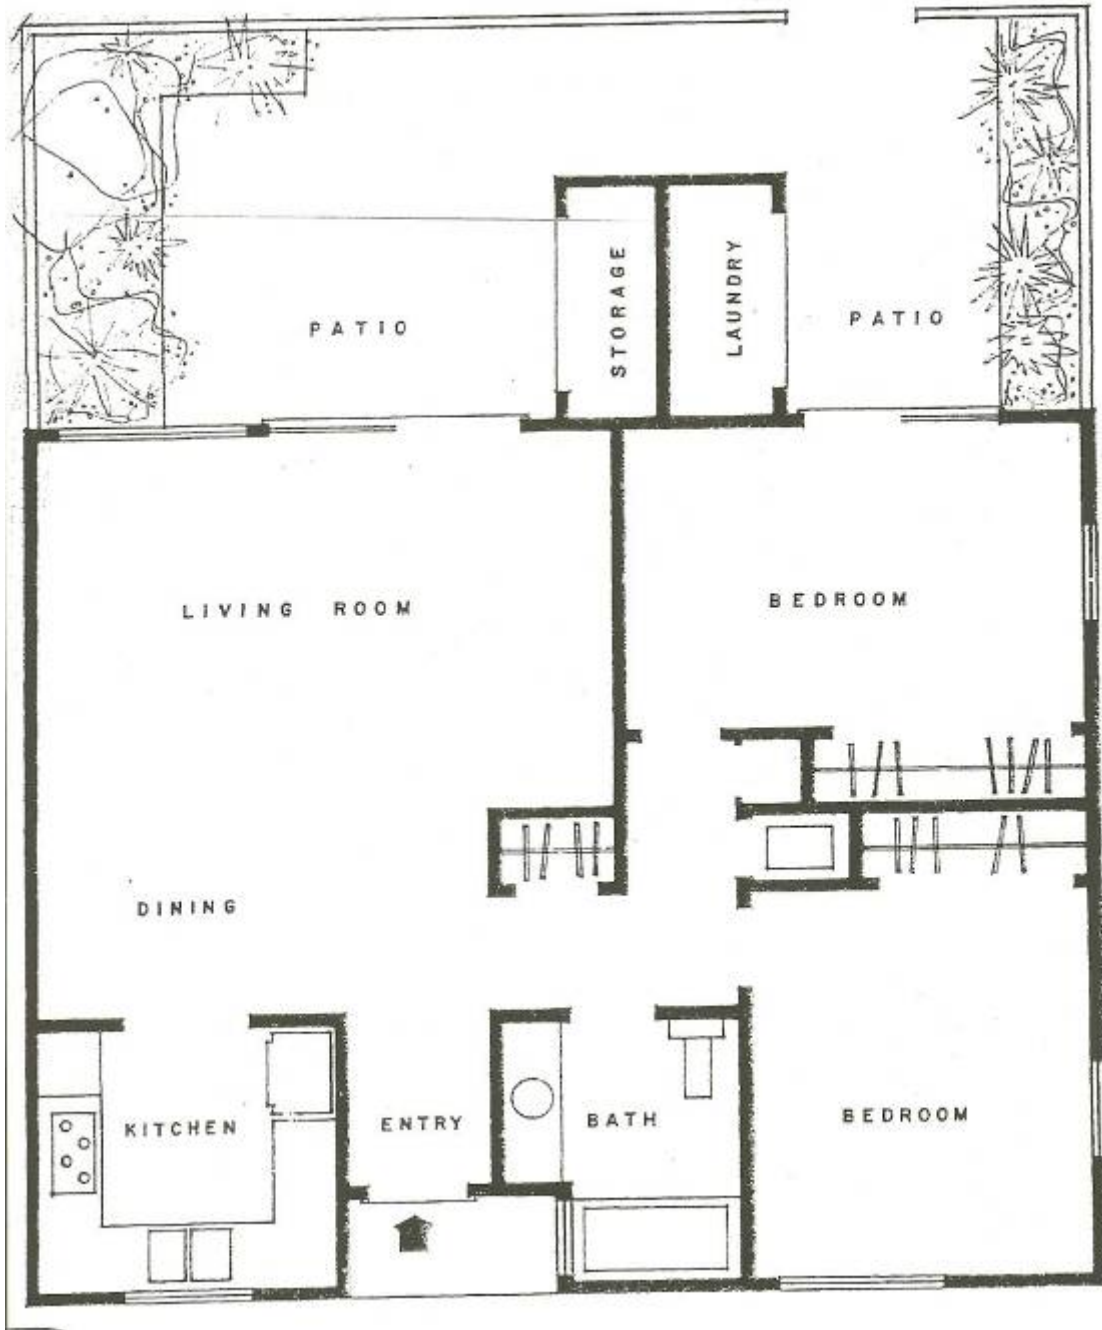 STORAGE
LAUNDRY
PATIO
PATIO
LIVING ROOM
BEDROOM
DINING
KITCHEN
ENTRY
BATH
BEDROOM